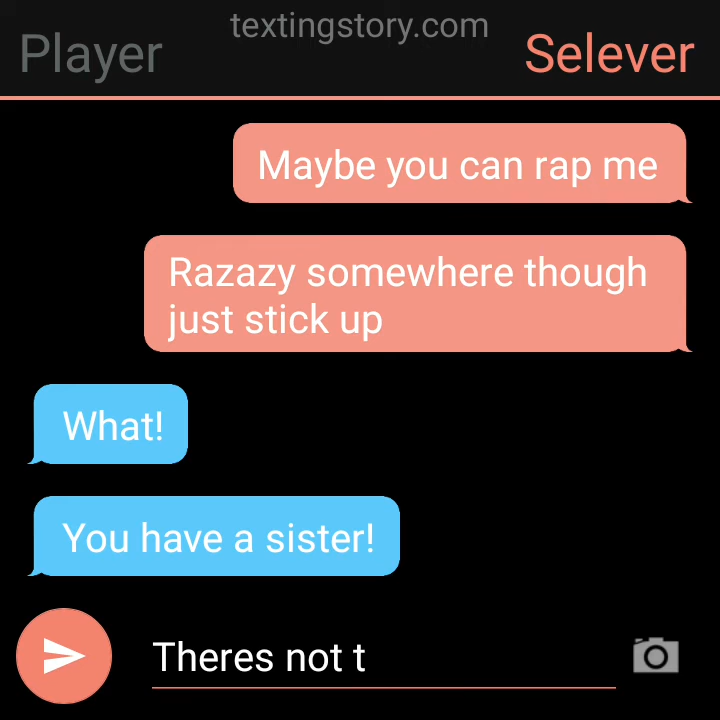 textingstory.com
Player
Selever
Maybe you can rap me
Razazy somewhere though
just stick up
What!
You have a sister!
Theres not t